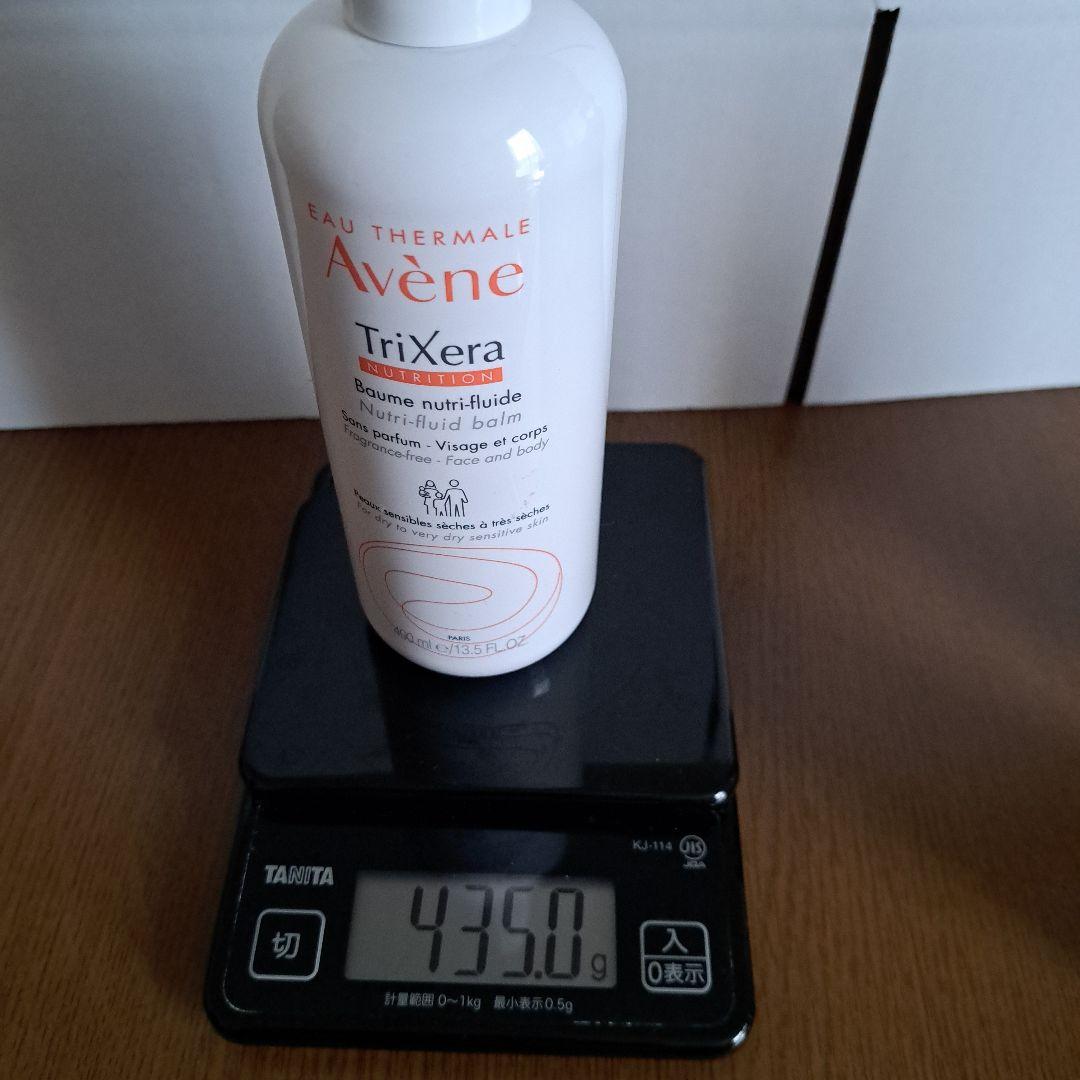 EAU THERMALE
Avène
TriXera
NUTRITION
Baume nutri-fluide
Nutri-fluid balm
Sans parfum - Visage et corps
Fragrance-free - Face and body
Peaux sensibles sèches à très sèches
For dry to very dry sensitive skin
PARIS
400 ml e/13.5 FL.OZ.
KJ-114
JIS
TANITA
435.0 g
切
入
0表示
計量範囲 0～1kg 最小表示0.5g